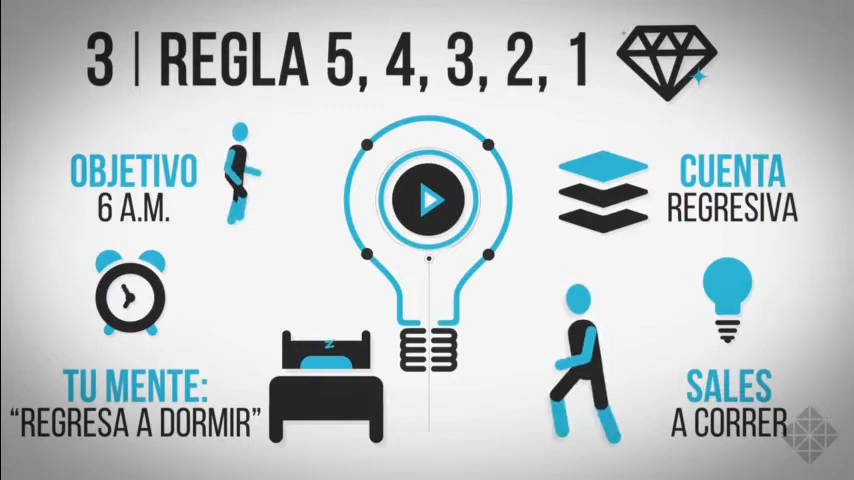 3 | REGLA 5, 4, 3, 2, 1
OBJETIVO
6 A.M.
TU MENTE:
“REGRESA A DORMIR”
Z
CUENTA
REGRESIVA
SALES
A CORRER